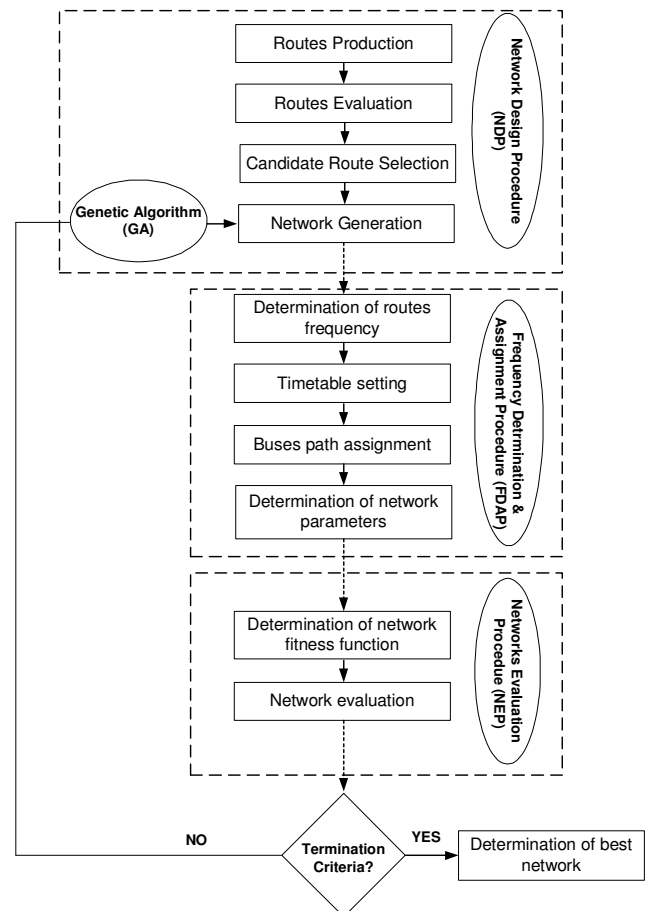 Routes Production
Routes Evaluation
Candidate Route Selection
Network Generation
Genetic Algorithm
(GA)
Network Design Procedure
(NDP)
Determination of routes
frequency
Timetable setting
Buses path assignment
Determination of network
parameters
Frequency Detrmination &
Assignment Procedure (FDAP)
Determination of network
fitness function
Network evaluation
Networks Evaluation
Procedue (NEP)
NO
Termination
Criteria?
YES
Determination of best
network